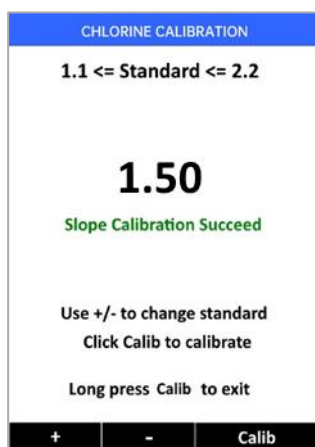 CHLORINE CALIBRATION
1.1 <= Standard <= 2.2
1.50
Slope Calibration Succeed
Use +/- to change standard
Click Calib to calibrate
Long press Calib to exit
+ - Calib